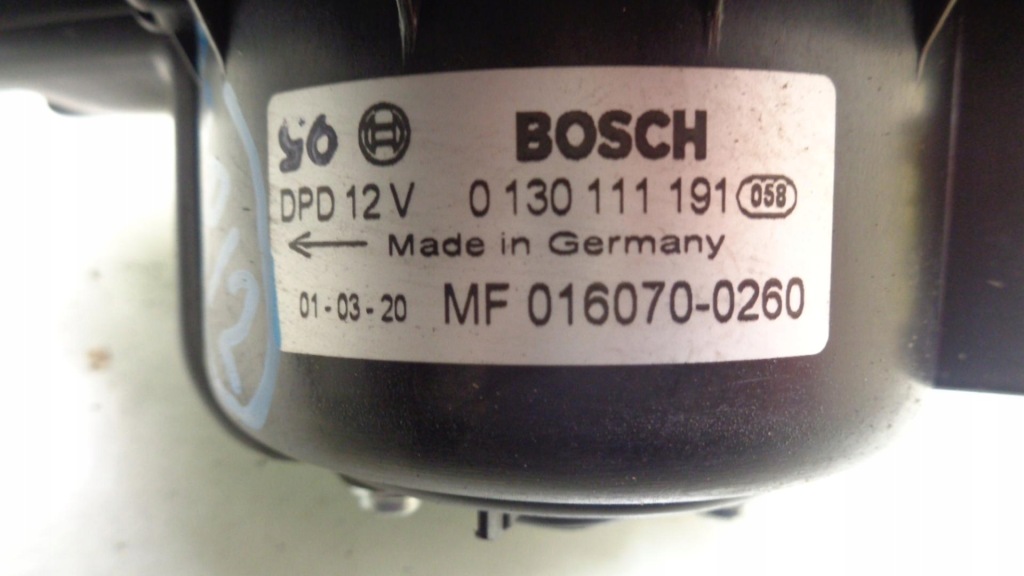 BOSCH
DPD 12 V 0 130 111 191 058
← Made in Germany
01-03-20 MF 016070-0260